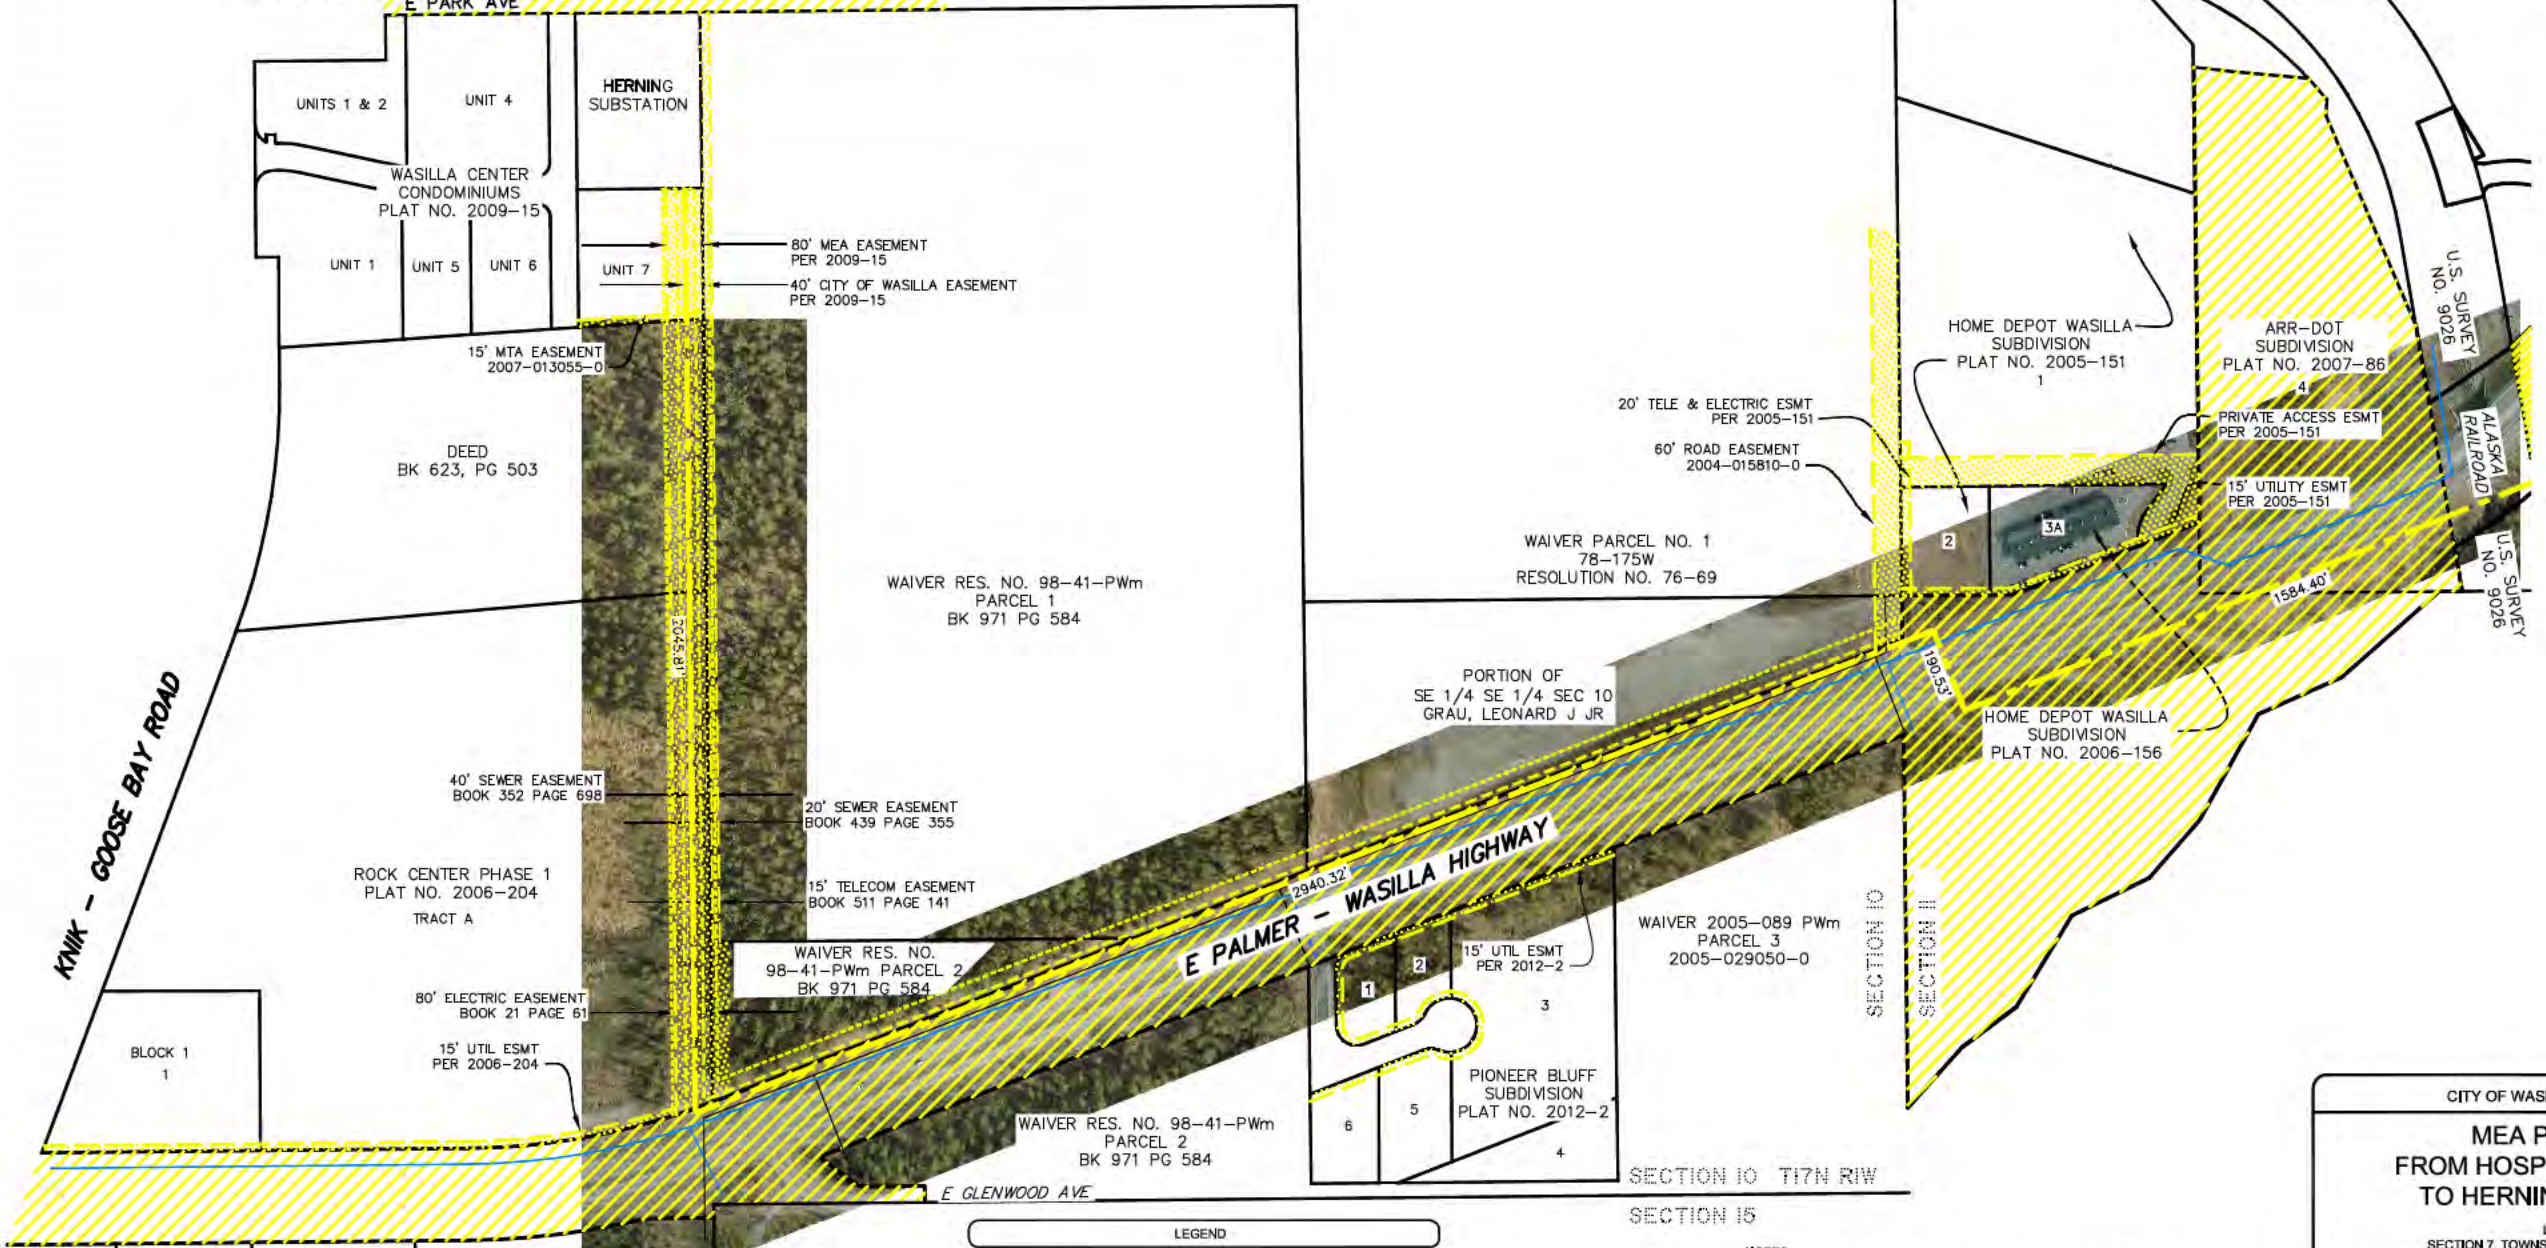 E PARK AVE
UNITS 1 & 2
UNIT 4
HERNING
SUBSTATION
WASILLA CENTER
CONDOMINIUMS
PLAT NO. 2009-15
UNIT 1
UNIT 5
UNIT 6
UNIT 7
80' MEA EASEMENT
PER 2009-15
40' CITY OF WASILLA EASEMENT
PER 2009-15
15' MTA EASEMENT
2007-013055-0
DEED
BK 623, PG 503
2045.81'
WAIVER RES. NO. 98-41-PWm
PARCEL 1
BK 971 PG 584
KNIK - GOOSE BAY ROAD
40' SEWER EASEMENT
BOOK 352 PAGE 698
20' SEWER EASEMENT
BOOK 439 PAGE 355
ROCK CENTER PHASE 1
PLAT NO. 2006-204
TRACT A
15' TELECOM EASEMENT
BOOK 511 PAGE 141
WAIVER RES. NO.
98-41-PWm PARCEL 2
BK 971 PG 584
80' ELECTRIC EASEMENT
BOOK 21 PAGE 61
15' UTIL ESMT
PER 2006-204
BLOCK 1
1
HOME DEPOT WASILLA
SUBDIVISION
PLAT NO. 2005-151
1
ARR-DOT
SUBDIVISION
PLAT NO. 2007-86
4
U.S. SURVEY
NO. 9026
ALASKA
RAILROAD
20' TELE & ELECTRIC ESMT
PER 2005-151
60' ROAD EASEMENT
2004-015810-0
PRIVATE ACCESS ESMT
PER 2005-151
15' UTILITY ESMT
PER 2005-151
WAIVER PARCEL NO. 1
78-175W
RESOLUTION NO. 76-69
2
3A
U.S. SURVEY
NO. 9026
1584.40'
190.53'
PORTION OF
SE 1/4 SE 1/4 SEC 10
GRAU, LEONARD J JR
HOME DEPOT WASILLA
SUBDIVISION
PLAT NO. 2006-156
2940.32'
E PALMER - WASILLA HIGHWAY
WAIVER 2005-089 PWm
PARCEL 3
2005-029050-0
SECTION 10
SECTION 11
15' UTIL ESMT
PER 2012-2
1
2
3
PIONEER BLUFF
SUBDIVISION
PLAT NO. 2012-2
6
5
4
WAIVER RES. NO. 98-41-PWm
PARCEL 2
BK 971 PG 584
E GLENWOOD AVE
SECTION 10 T17N R1W
SECTION 15
LEGEND
CITY OF WAS
MEA P
FROM HOSP
TO HERNIN
SECTION 7, TOWNS